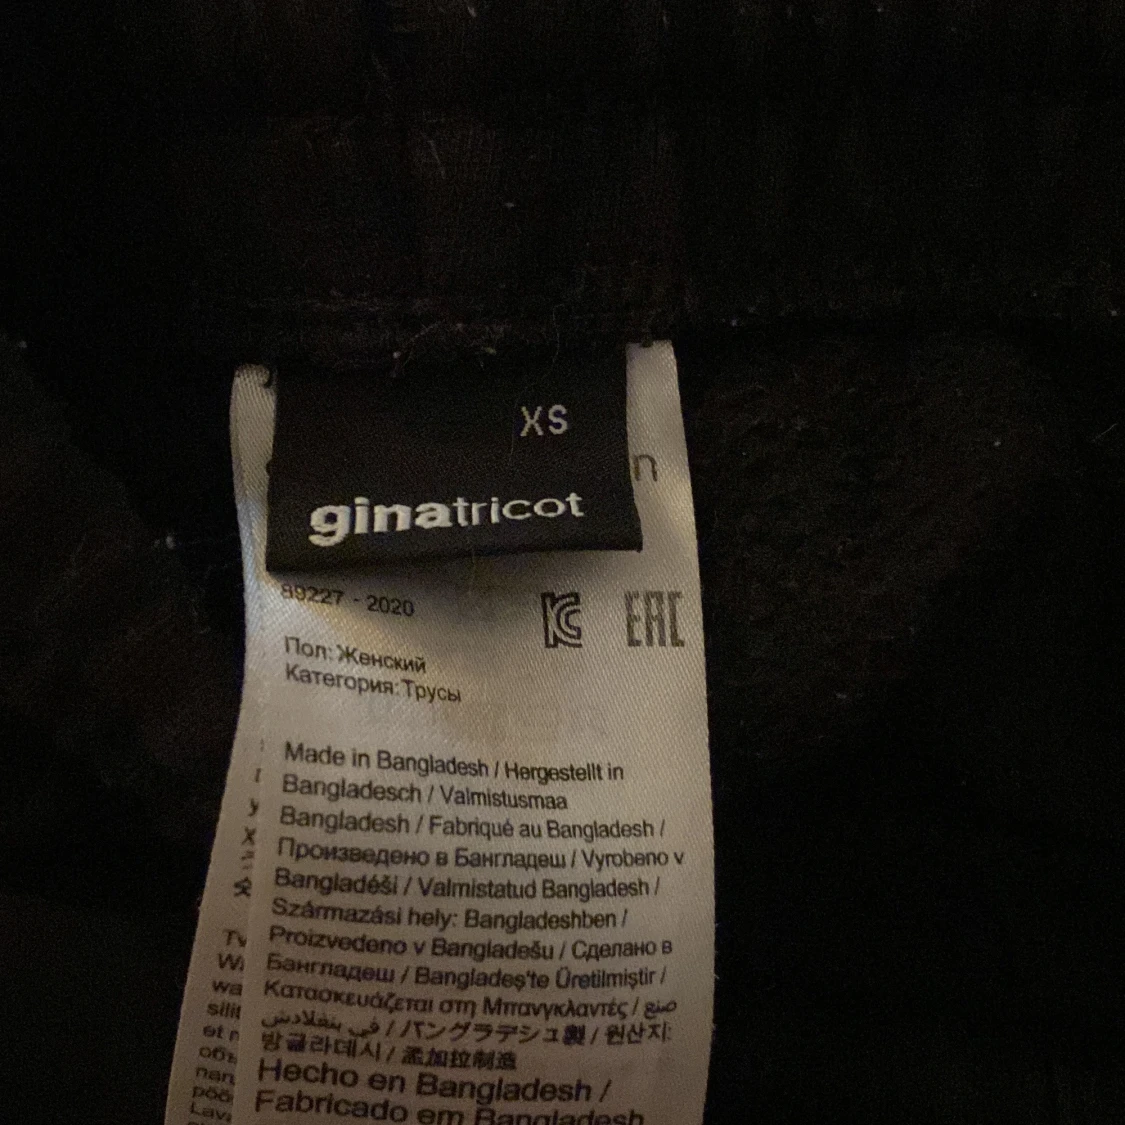 XS
ginatricot
n
89227 - 2020
EAC
Пол: Женский
Категория: Трусы
Made in Bangladesh / Hergestellt in
Bangladesch / Valmistusmaa
Bangladesh / Fabriqué au Bangladesh /
Произведено в Бангладеш / Vyrobeno v
Bangladéši / Valmistatud Bangladesh /
Származási hely: Bangladeshben /
Proizvedeno v Bangladešu / Сделано в
Бангладеш / Bangladeş'te Üretilmiştir /
Κατασκευάζεται στη Μπανγκλαντές / صنع
في بنغلادش / バングラデシュ製 / 원산지:
방글라데시 / 孟加拉制造
Hecho en Bangladesh /
Fabricado em Bangladesh